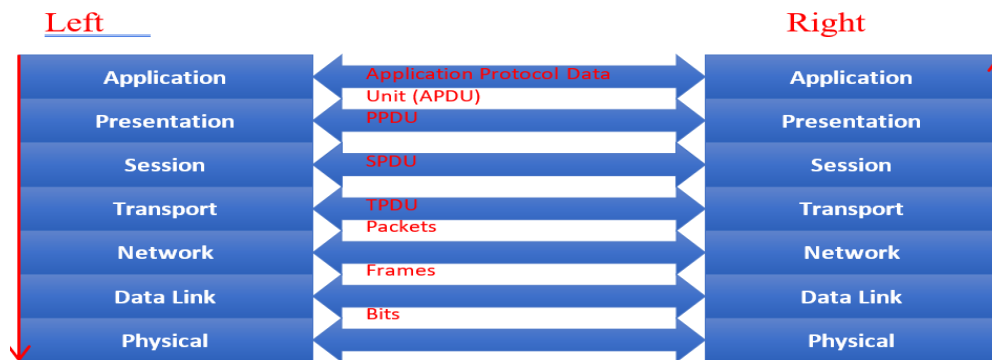 Left Right
Application Application Protocol Data Application
Unit (APDU)
Presentation PPDU Presentation
Session SPDU Session
Transport TPDU Transport
Packets
Network Network
Frames
Data Link Data Link
Bits
Physical Physical